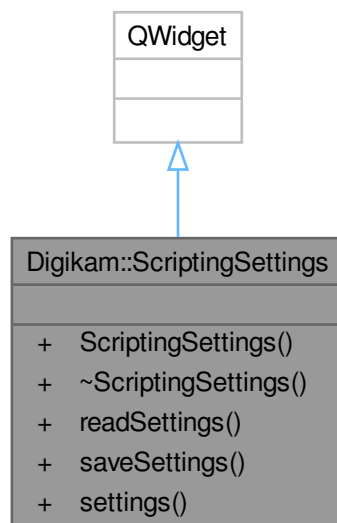 QWidget
Digikam::ScriptingSettings
+ ScriptingSettings()
+ ~ScriptingSettings()
+ readSettings()
+ saveSettings()
+ settings()